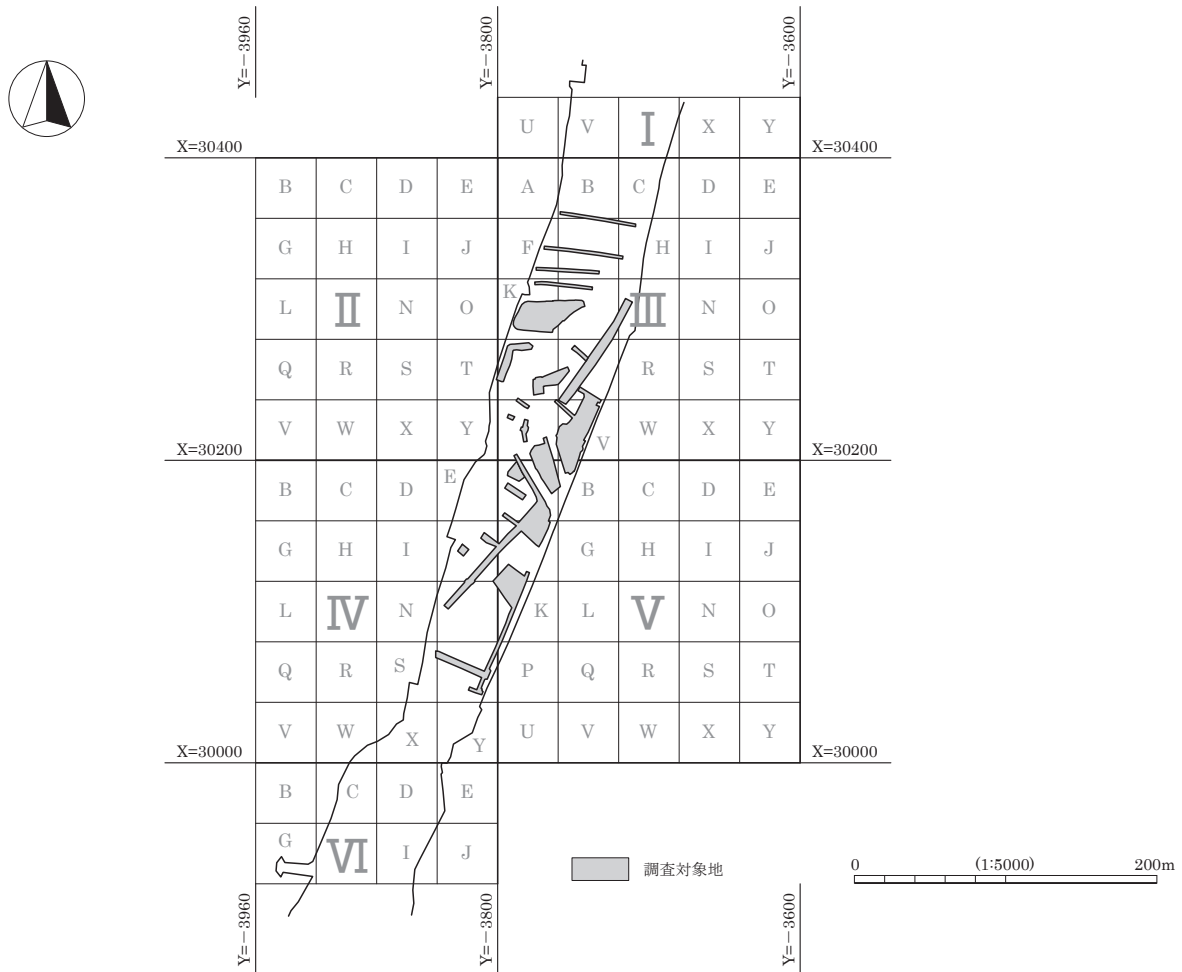 Y=−3960
Y=−3800
Y=−3600
U V I X Y
X=30400 X=30400
B C D E A B C D E
G H I J F H I J
L II N O K III N O
Q R S T R S T
V W X Y V W X Y
X=30200 X=30200
B C D E B C D E
G H I G H I J
L IV N K L V N O
Q R S P Q R S T
V W X Y U V W X Y
X=30000 X=30000
B C D E
G VI I J
調査対象地
0 (1:5000) 200m
Y=−3960
Y=−3800
Y=−3600